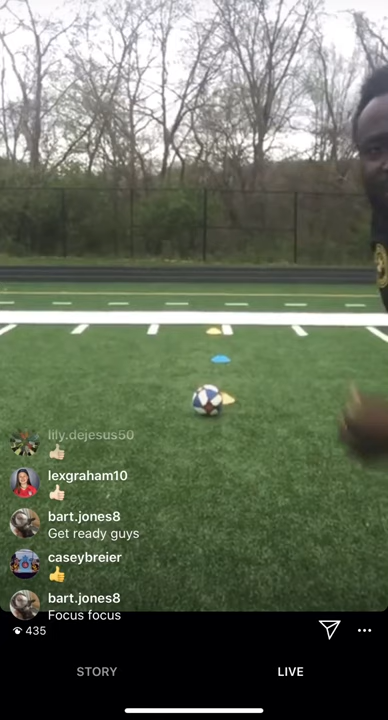 lily.dejesus50
👍🏼
lexgraham10
👍🏻
bart.jones8
Get ready guys
caseybreier
👍
bart.jones8
Focus focus
435
STORY
LIVE